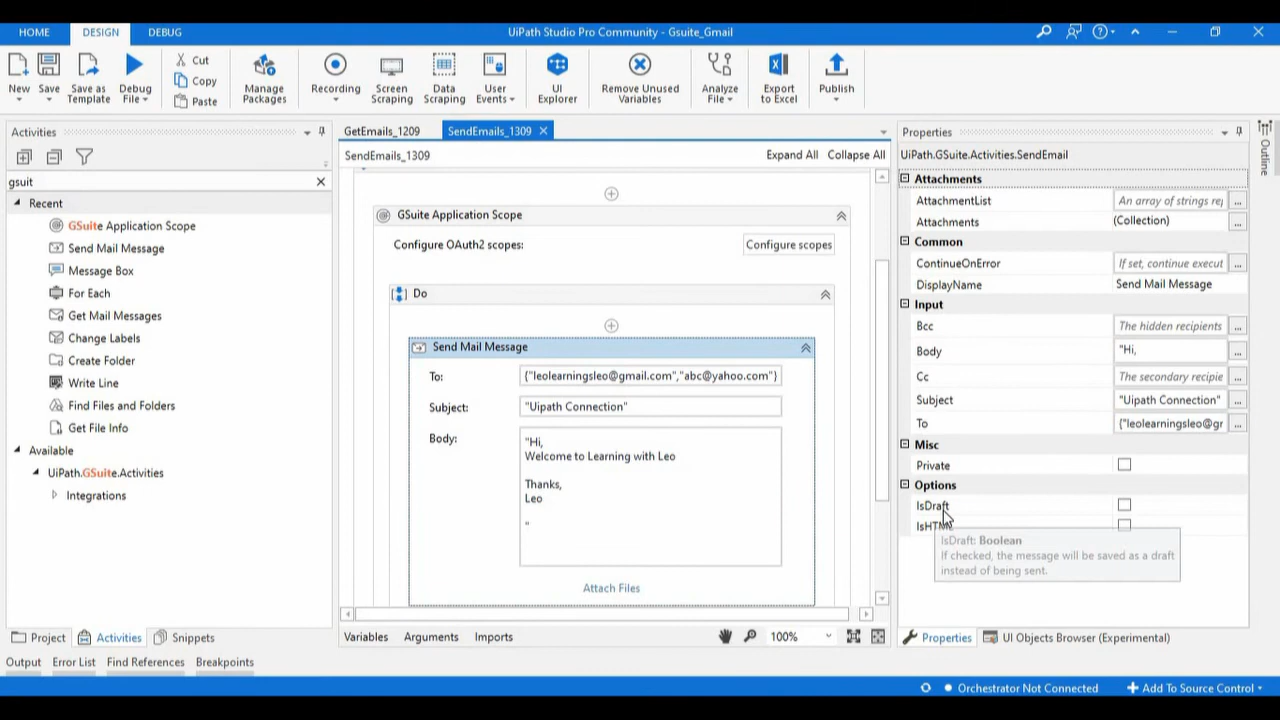 HOME DESIGN DEBUG UiPath Studio Pro Community - Gsuite_Gmail
New Save Save as Template Debug File Cut Copy Paste Manage Packages Recording Screen Scraping Data Scraping User Events UI Explorer Remove Unused Variables Analyze File Export to Excel Publish
Activities
gsuit
Recent
GSuite Application Scope
Send Mail Message
Message Box
For Each
Get Mail Messages
Change Labels
Create Folder
Write Line
Find Files and Folders
Get File Info
Available
UiPath.GSuite.Activities
Integrations
Project Activities Snippets
GetEmails_1209 SendEmails_1309
SendEmails_1309 Expand All Collapse All
GSuite Application Scope
Configure OAuth2 scopes: Configure scopes
Do
Send Mail Message
To: {"leolearningsleo@gmail.com","abc@yahoo.com"}
Subject: "Uipath Connection"
Body: "Hi,
Welcome to Learning with Leo
Thanks,
Leo
"
Attach Files
Variables Arguments Imports 100%
Properties
UiPath.GSuite.Activities.SendEmail
Attachments
AttachmentList An array of strings rep ...
Attachments (Collection) ...
Common
ContinueOnError If set, continue execut ...
DisplayName Send Mail Message
Input
Bcc The hidden recipients ...
Body "Hi, ...
Cc The secondary recipie ...
Subject "Uipath Connection" ...
To {"leolearningsleo@gr ...
Misc
Private
Options
IsDraft
IsDraft: Boolean
If checked, the message will be saved as a draft
instead of being sent.
Properties UI Objects Browser (Experimental)
Outline
Output Error List Find References Breakpoints
Orchestrator Not Connected Add To Source Control